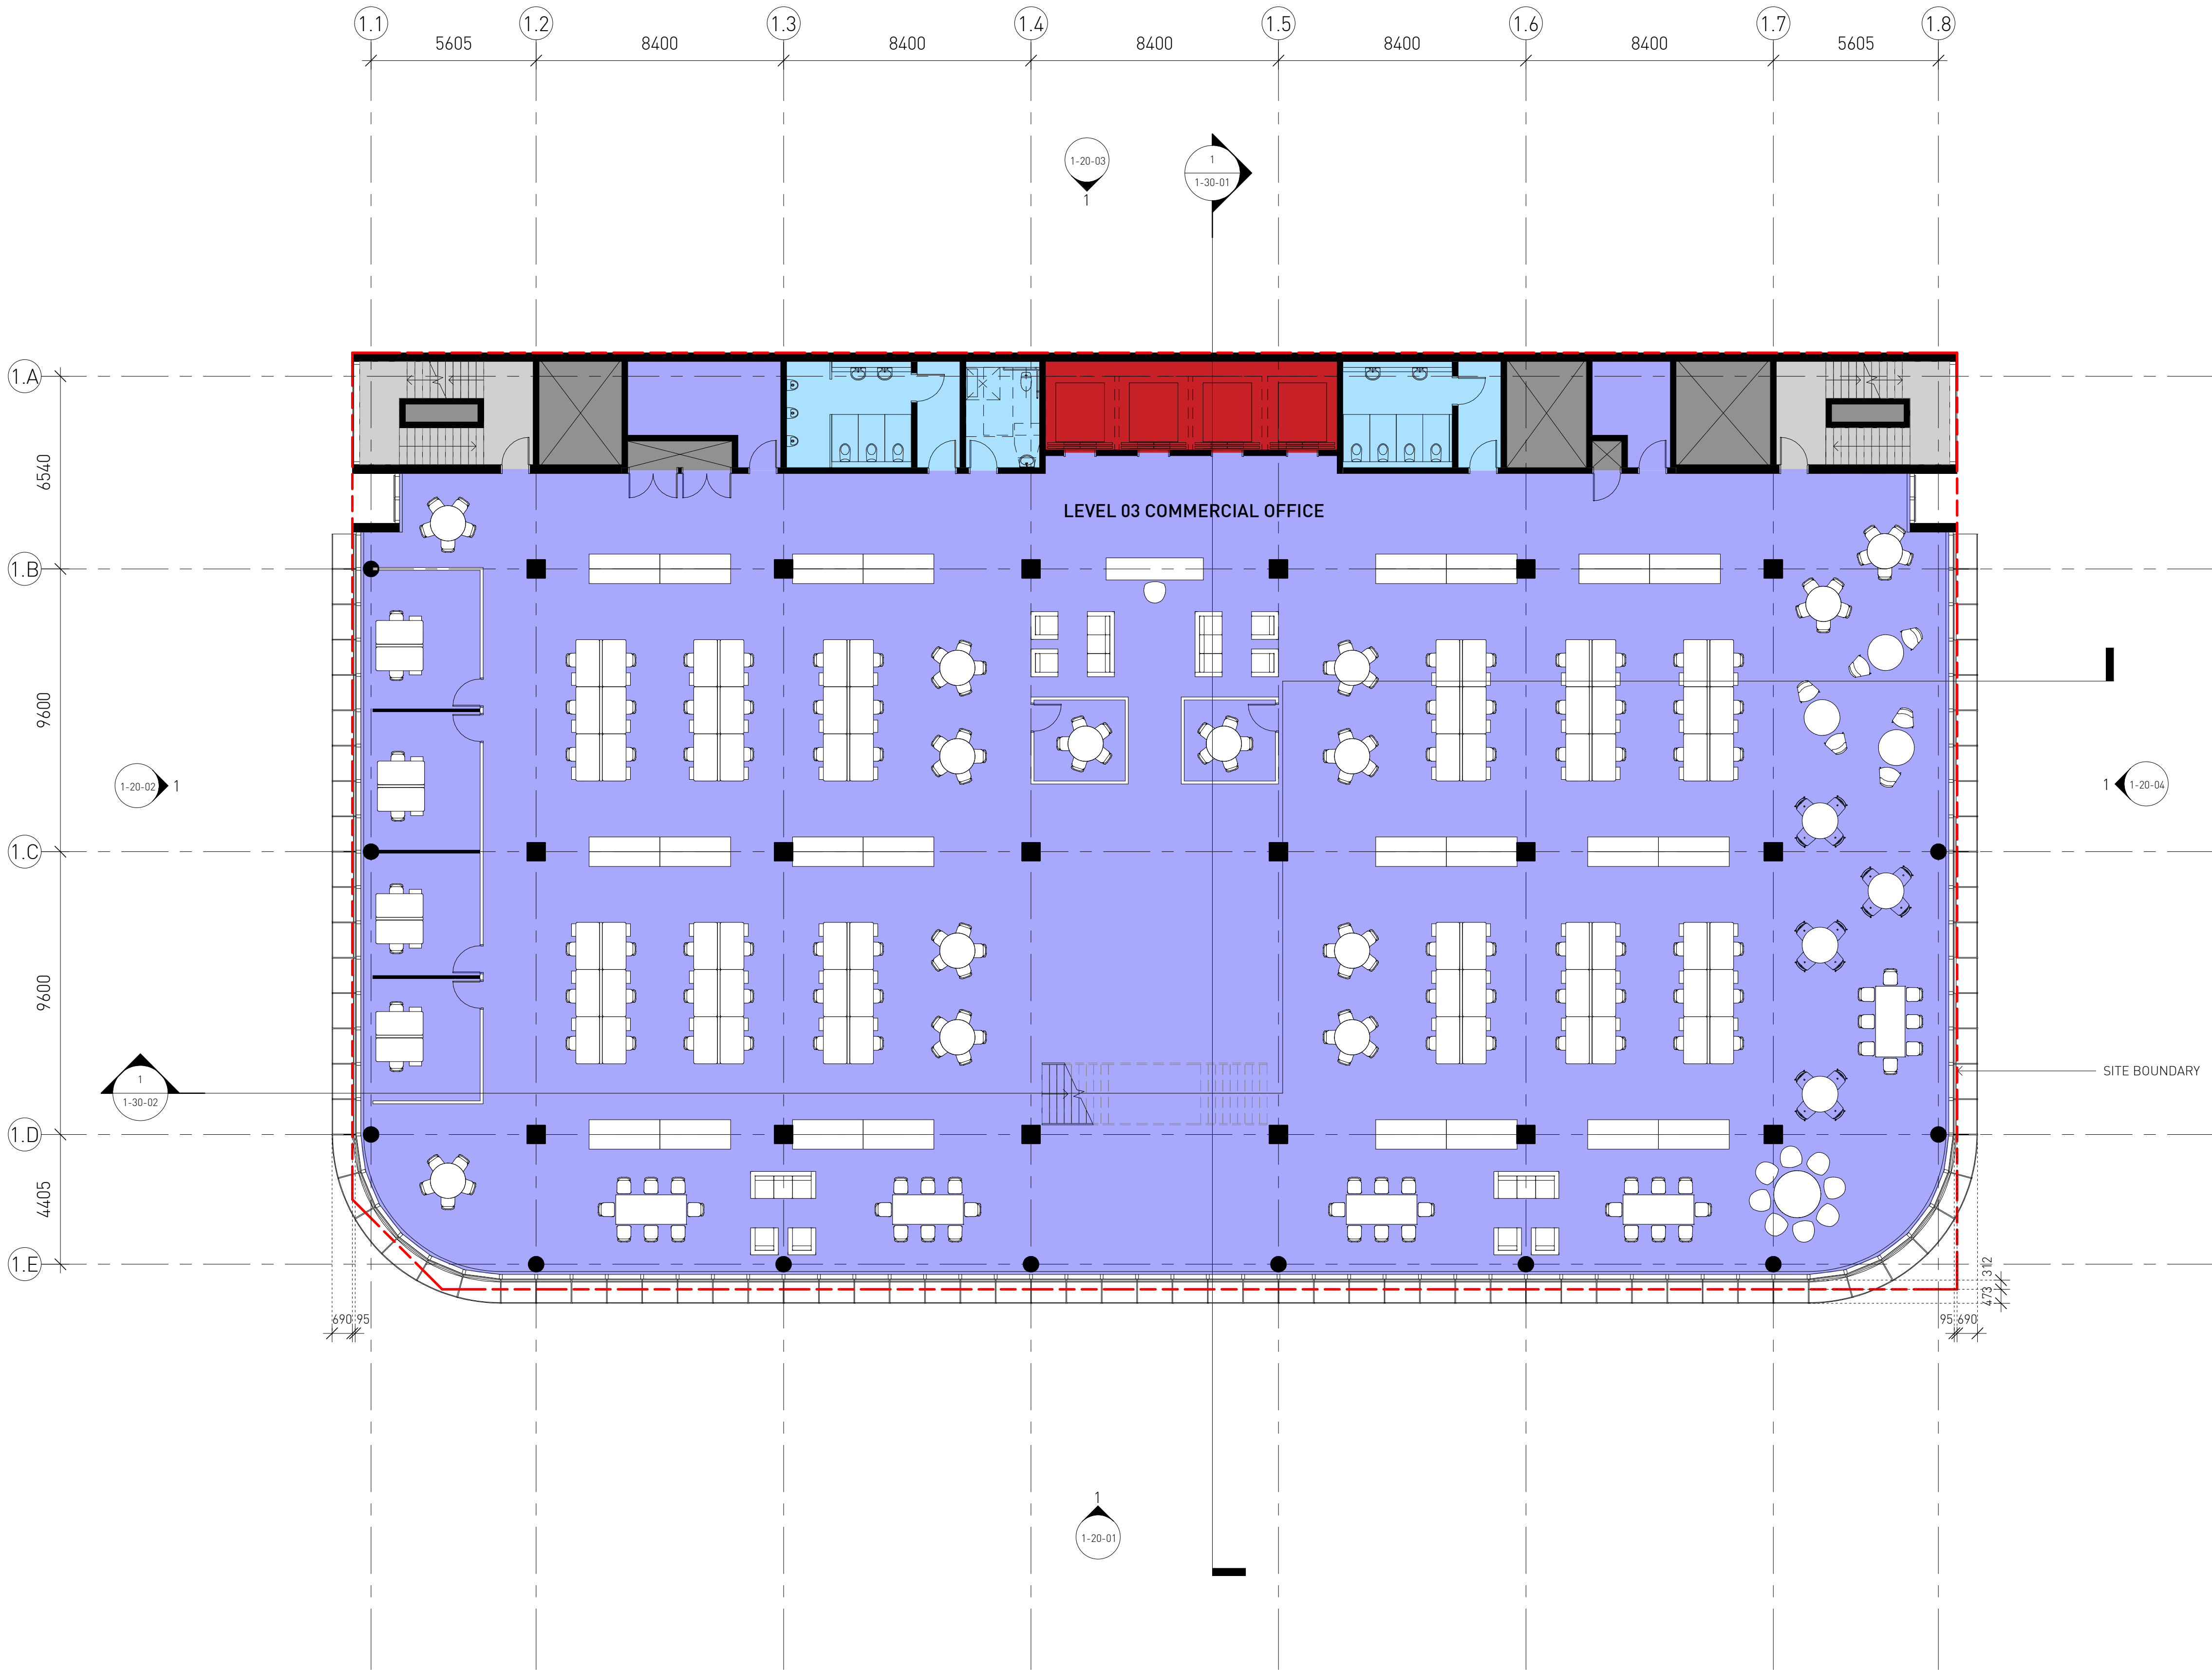 1.1 1.2 1.3 1.4 1.5 1.6 1.7 1.8
5605 8400 8400 8400 8400 8400 5605
1-20-03
1
1
1-30-01
1.A
6540
LEVEL 03 COMMERCIAL OFFICE
1.B
9600
1-20-02 1
1 1-20-04
1.C
9600
SITE BOUNDARY
1
1-30-02
1.D
4405
1.E
312
473
690 95
95 690
1
1-20-01